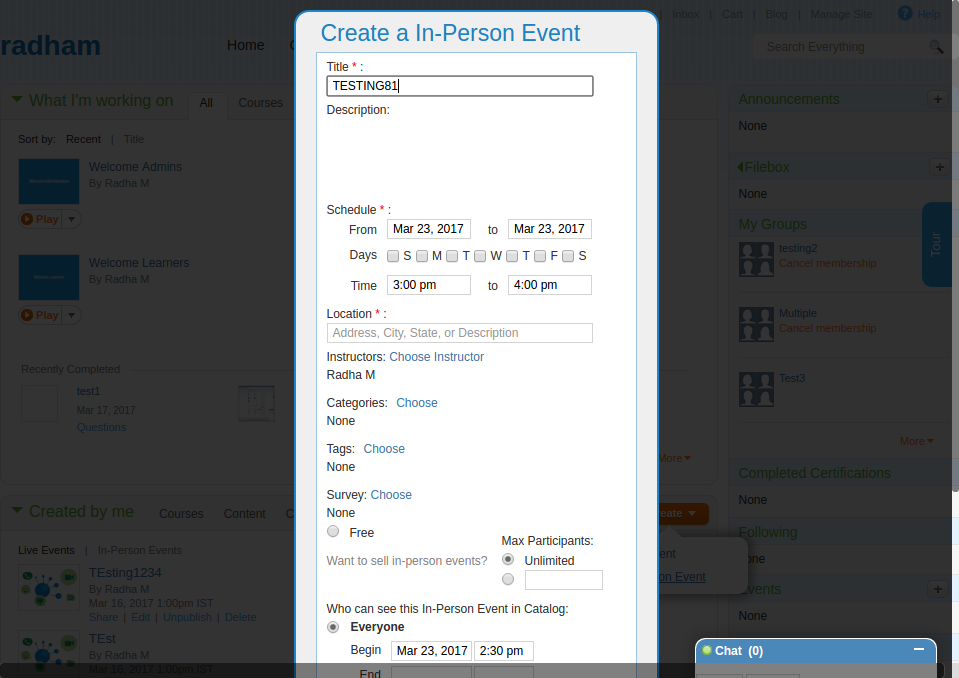 Inbox | Cart | Blog | Manage Site Help
radham
Home
Search Everything
Create a In-Person Event
Title * :
TESTING81
Description:
Schedule * :
From Mar 23, 2017 to Mar 23, 2017
Days S M T W T F S
Time 3:00 pm to 4:00 pm
Location * :
Address, City, State, or Description
Instructors: Choose Instructor
Radha M
Categories: Choose
None
Tags: Choose
None
Survey: Choose
None
Free
Max Participants:
Want to sell in-person events?
Unlimited
Who can see this In-Person Event in Catalog:
Everyone
Begin Mar 23, 2017 2:30 pm
End
What I'm working on All Courses
Sort by: Recent | Title
Welcome Admins
By Radha M
Play
Welcome Learners
By Radha M
Play
Recently Completed
test1
Mar 17, 2017
Questions
More
Created by me Courses Content C
eate
Live Events | In-Person Events
ent
on Event
TEsting1234
By Radha M
Mar 16, 2017 1:00pm IST
Share | Edit | Unpublish | Delete
TEst
By Radha M
Mar 16, 2017 1:00pm IST
Announcements
None
Filebox
None
My Groups
testing2
Cancel membership
Multiple
Cancel membership
Test3
More
Completed Certifications
None
Following
one
vents
None
Tour
Chat (0)